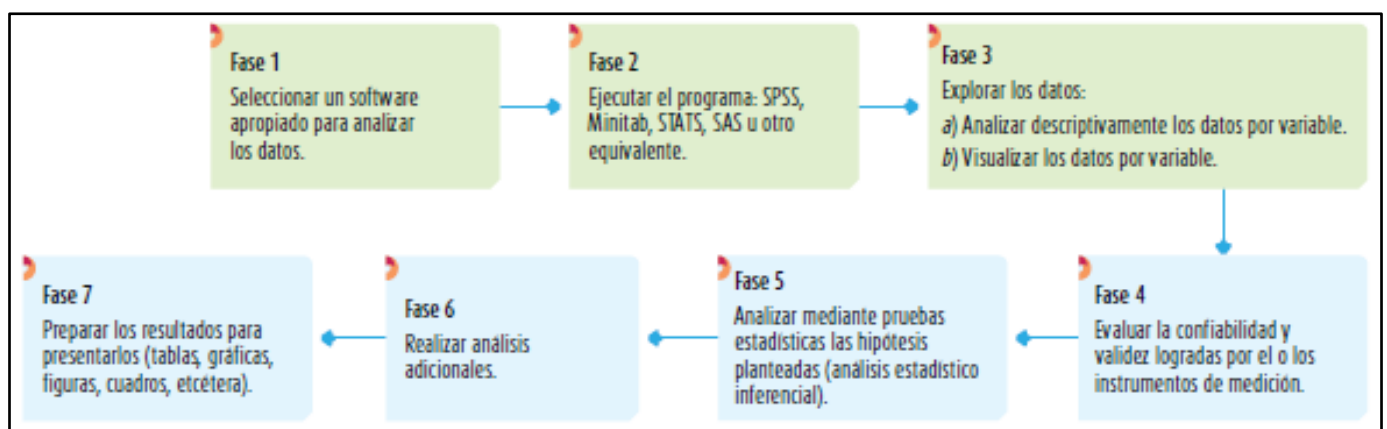 Fase 1
Seleccionar un software
apropiado para analizar
los datos.
Fase 2
Ejecutar el programa: SPSS,
Minitab, STATS, SAS u otro
equivalente.
Fase 3
Explorar los datos:
a) Analizar descriptivamente los datos por variable.
b) Visualizar los datos por variable.
Fase 4
Evaluar la confiabilidad y
validez logradas por el o los
instrumentos de medición.
Fase 5
Analizar mediante pruebas
estadísticas las hipótesis
planteadas (análisis estadístico
inferencial).
Fase 6
Realizar análisis
adicionales.
Fase 7
Preparar los resultados para
presentarlos (tablas, gráficas,
figuras, cuadros, etcétera).